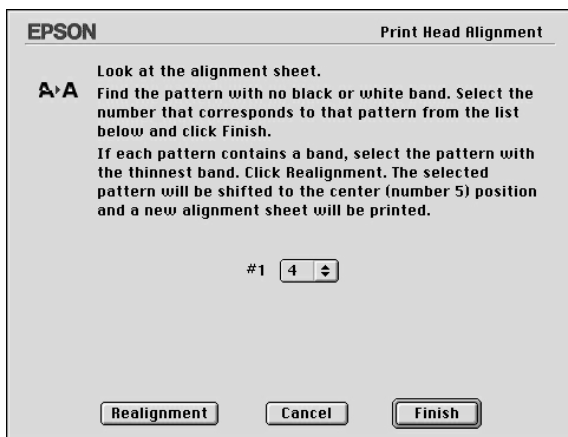 EPSON Print Head Alignment
A▸A
Look at the alignment sheet.
Find the pattern with no black or white band. Select the
number that corresponds to that pattern from the list
below and click Finish.
If each pattern contains a band, select the pattern with
the thinnest band. Click Realignment. The selected
pattern will be shifted to the center (number 5) position
and a new alignment sheet will be printed.
#1 4
Realignment Cancel Finish